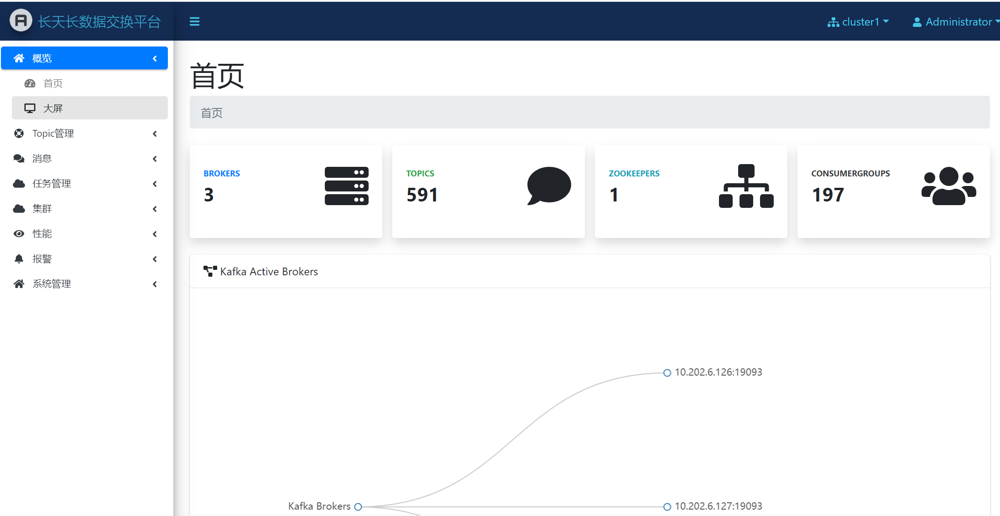 长天长数据交换平台
cluster1
Administrator
概览
首页
大屏
Topic管理
消息
任务管理
集群
性能
报警
系统管理
首页
首页
BROKERS
3
TOPICS
591
ZOOKEEPERS
1
CONSUMERGROUPS
197
Kafka Active Brokers
10.202.6.126:19093
Kafka Brokers
10.202.6.127:19093